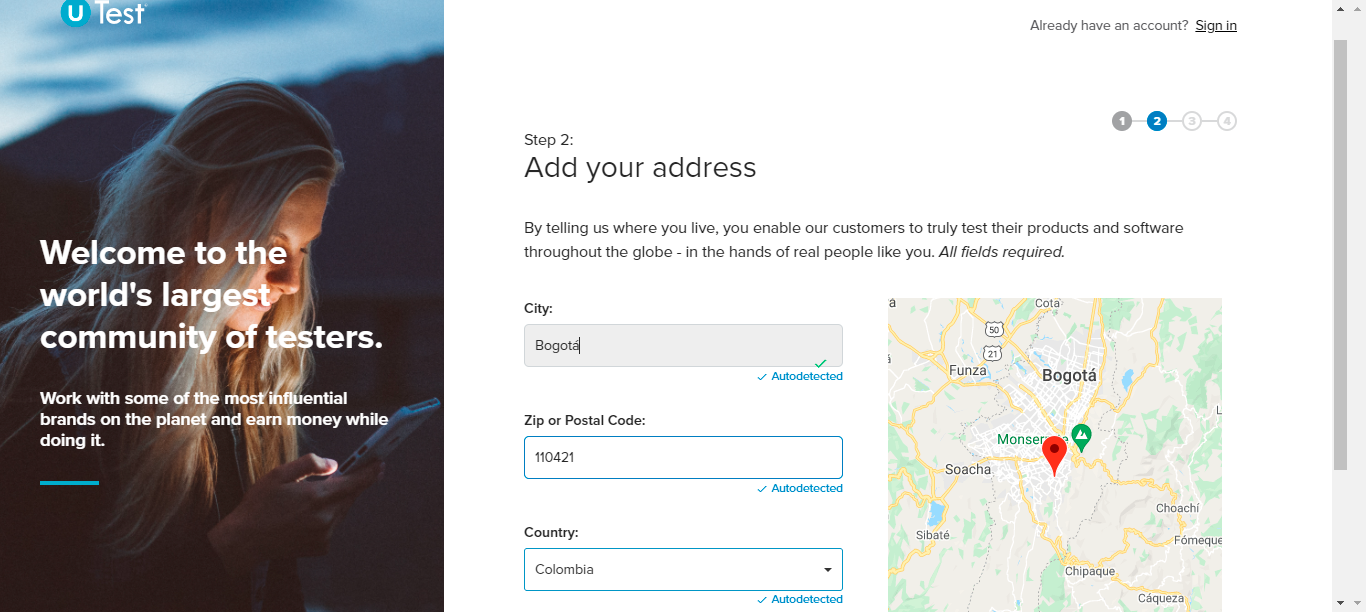 U Test
Already have an account? Sign in
1 2 3 4
Step 2:
Add your address
By telling us where you live, you enable our customers to truly test their products and software
throughout the globe - in the hands of real people like you. All fields required.
Welcome to the
world's largest
community of testers.
Work with some of the most influential
brands on the planet and earn money while
doing it.
City:
Bogotá
Autodetected
Zip or Postal Code:
110421
Autodetected
Country:
Colombia
Autodetected
Cota
50
21
Funza
Bogotá
Soacha
Choachí
Sibaté
Fómeque
Chipaque
Cáqueza